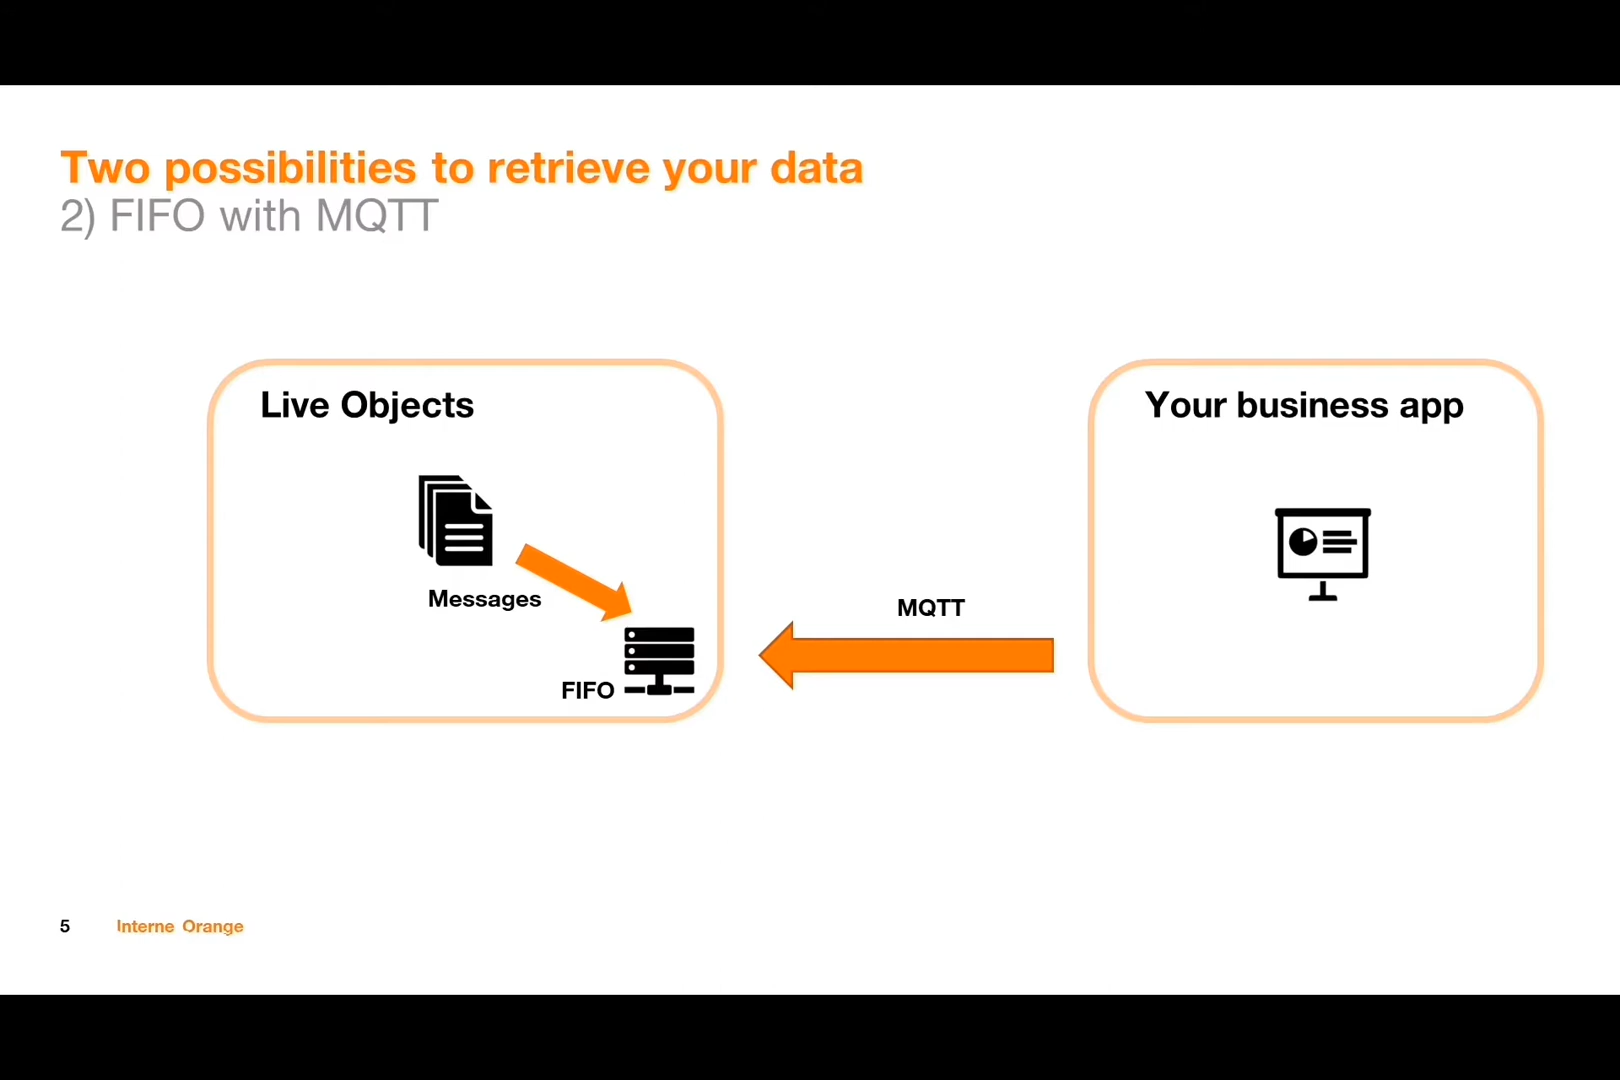 Two possibilities to retrieve your data
2) FIFO with MQTT
Live Objects
Your business app
Messages
MQTT
FIFO
5 Interne Orange